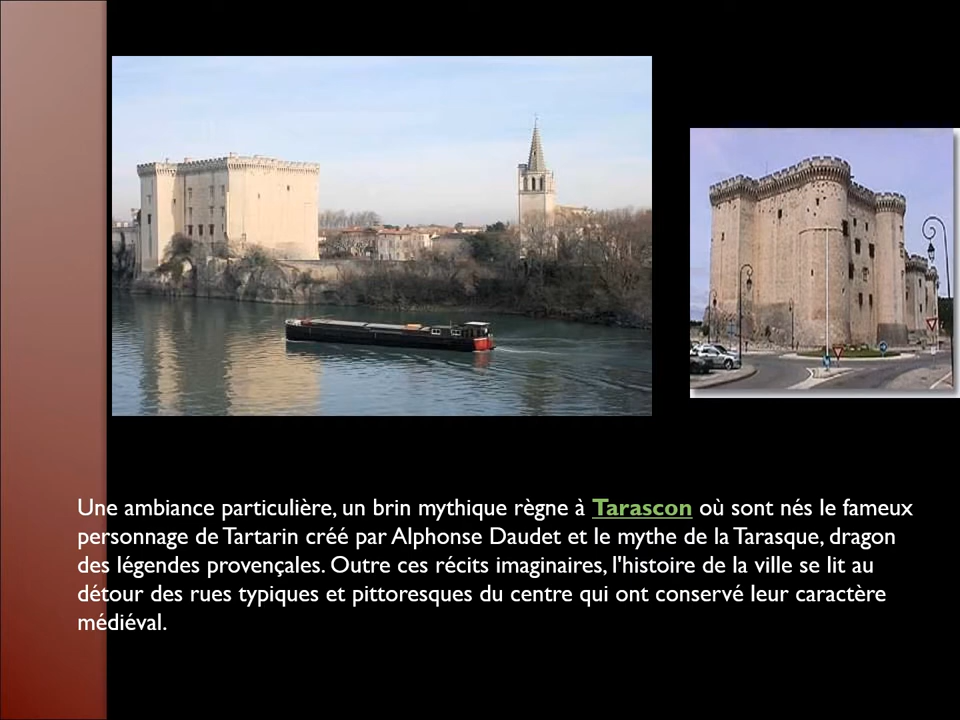 Une ambiance particulière, un brin mythique règne à Tarascon où sont nés le fameux
personnage de Tartarin créé par Alphonse Daudet et le mythe de la Tarasque, dragon
des légendes provençales. Outre ces récits imaginaires, l'histoire de la ville se lit au
détour des rues typiques et pittoresques du centre qui ont conservé leur caractère
médiéval.